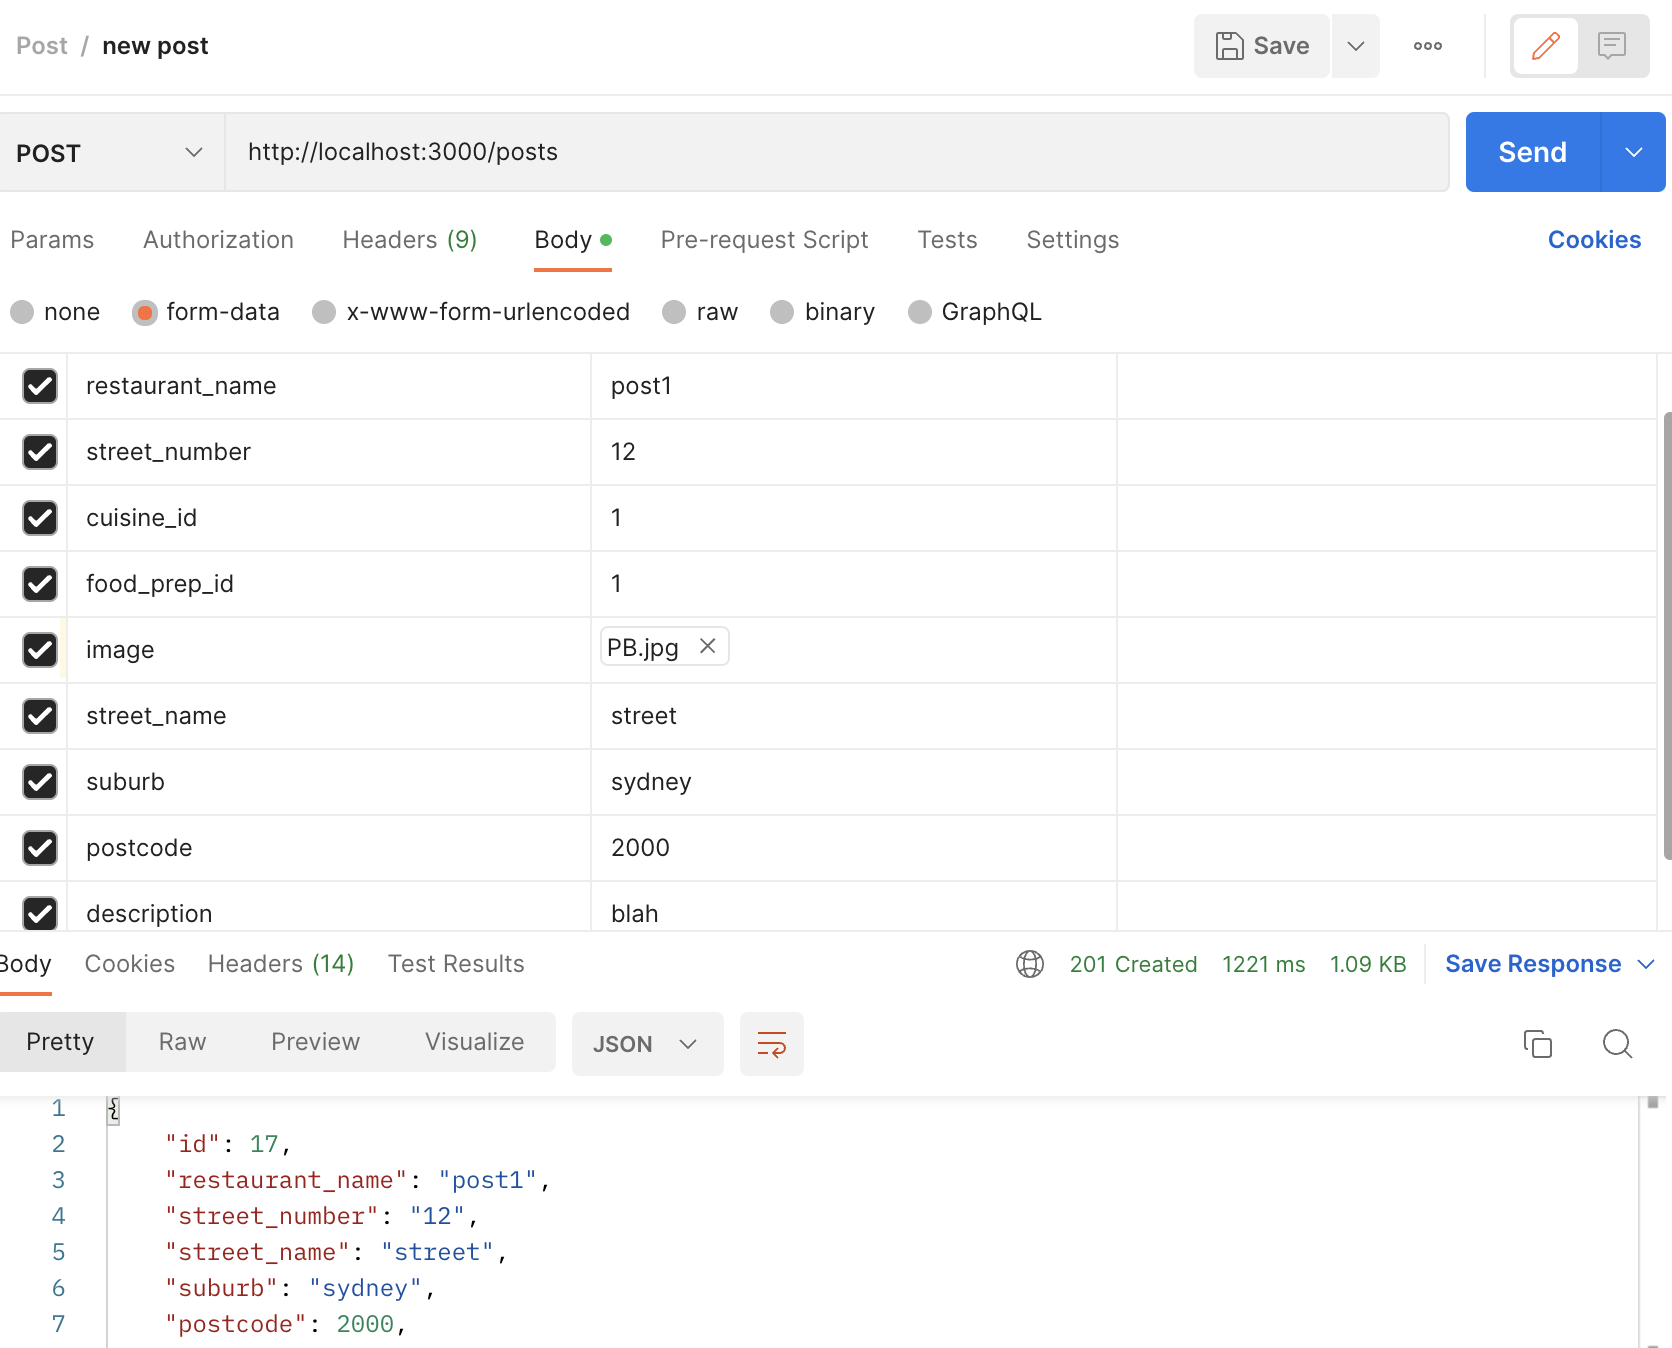 Post / new post
Save
POST
http://localhost:3000/posts
Send
Params Authorization Headers (9) Body Pre-request Script Tests Settings Cookies
none form-data x-www-form-urlencoded raw binary GraphQL
restaurant_name post1
street_number 12
cuisine_id 1
food_prep_id 1
image PB.jpg
street_name street
suburb sydney
postcode 2000
description blah
Body Cookies Headers (14) Test Results 201 Created 1221 ms 1.09 KB Save Response
Pretty Raw Preview Visualize JSON
1 {
2 "id": 17,
3 "restaurant_name": "post1",
4 "street_number": "12",
5 "street_name": "street",
6 "suburb": "sydney",
7 "postcode": 2000,